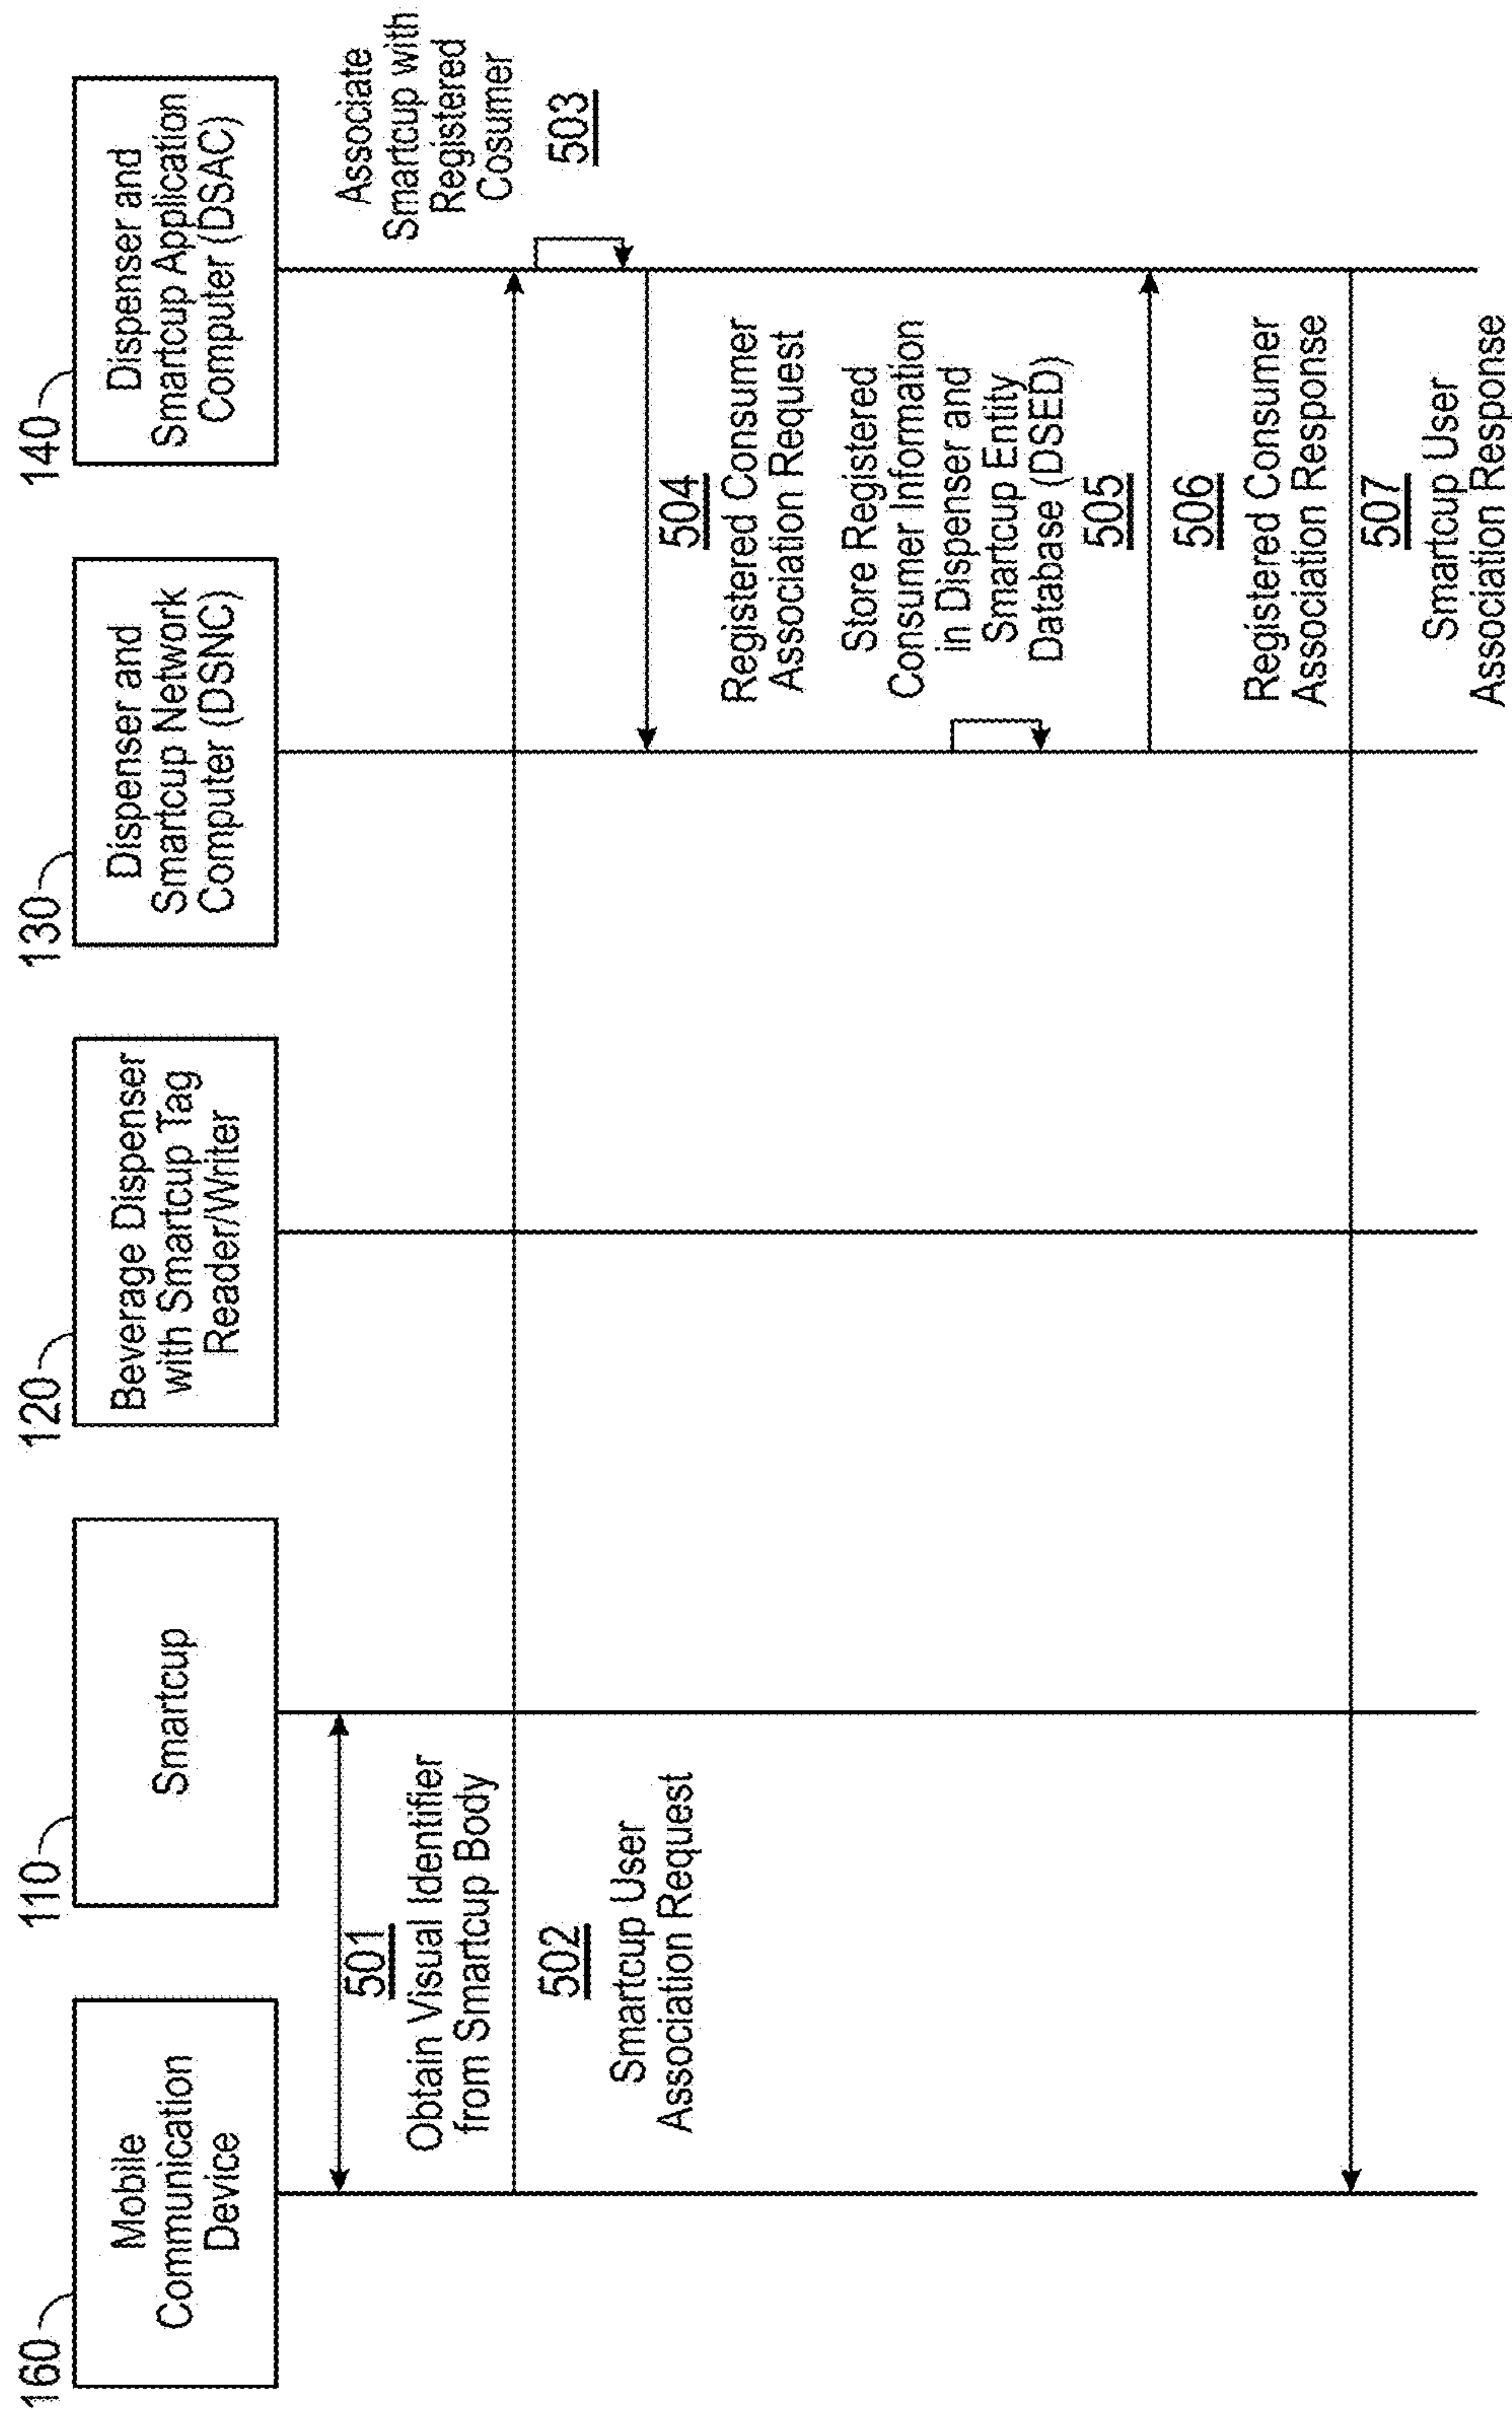 160
Mobile
Communication
Device
110
Smartcup
120
Beverage Dispenser
with Smartcup Tag
Reader/Writer
130
Dispenser and
Smartcup Network
Computer (DSNC)
140
Dispenser and
Smartcup Application
Computer (DSAC)
501
Obtain Visual Identifier
from Smartcup Body
502
Smartcup User
Association Request
Associate
Smartcup with
Registered
Cosumer
503
504
Registered Consumer
Association Request
Store Registered
Consumer Information
in Dispenser and
Smartcup Entity
Database (DSED)
505
506
Registered Consumer
Association Response
507
Smartcup User
Association Response